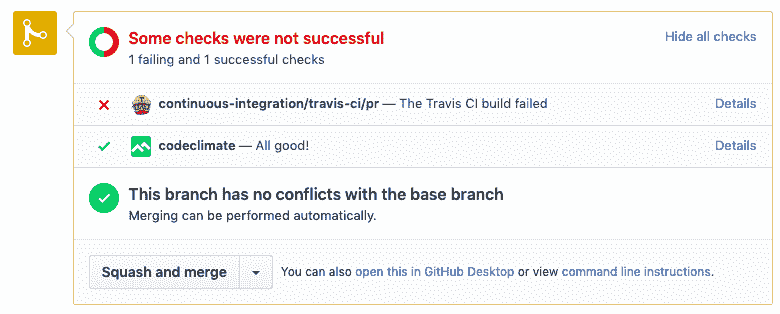 Some checks were not successful
Hide all checks
1 failing and 1 successful checks
continuous-integration/travis-ci/pr — The Travis CI build failed
Details
codeclimate — All good!
Details
This branch has no conflicts with the base branch
Merging can be performed automatically.
Squash and merge
You can also open this in GitHub Desktop or view command line instructions.